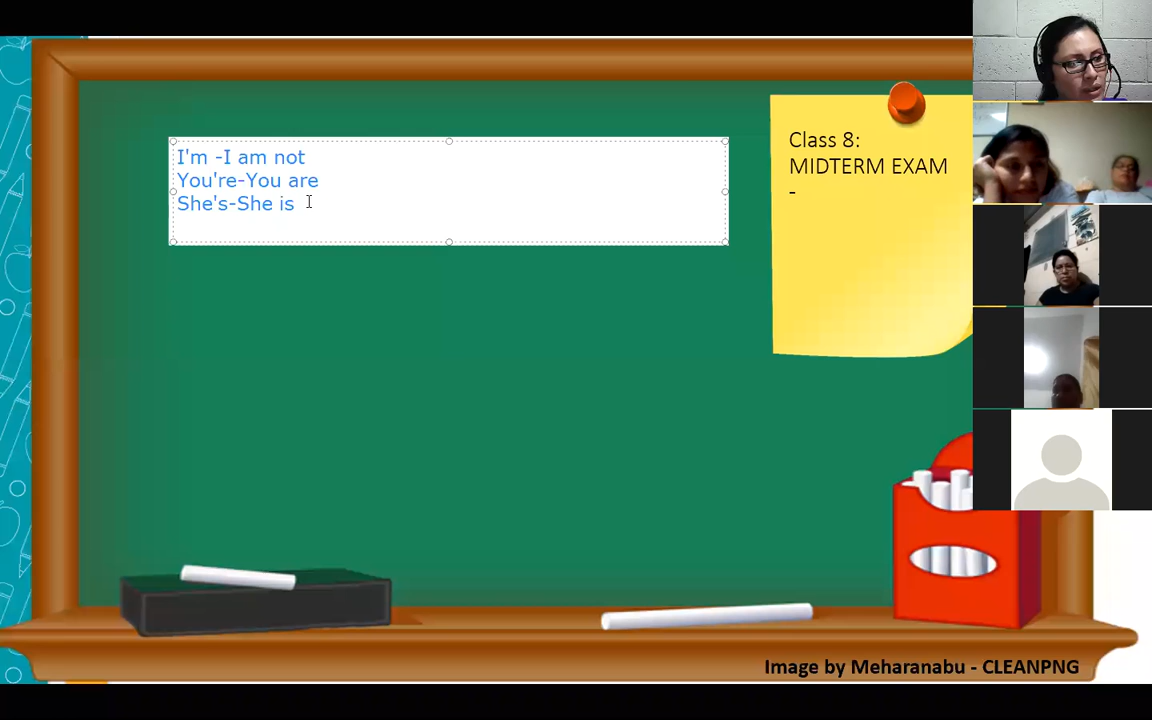 I'm -I am not
You're-You are
She's-She is
Class 8:
MIDTERM EXAM
-
Image by Meharanabu - CLEANPNG